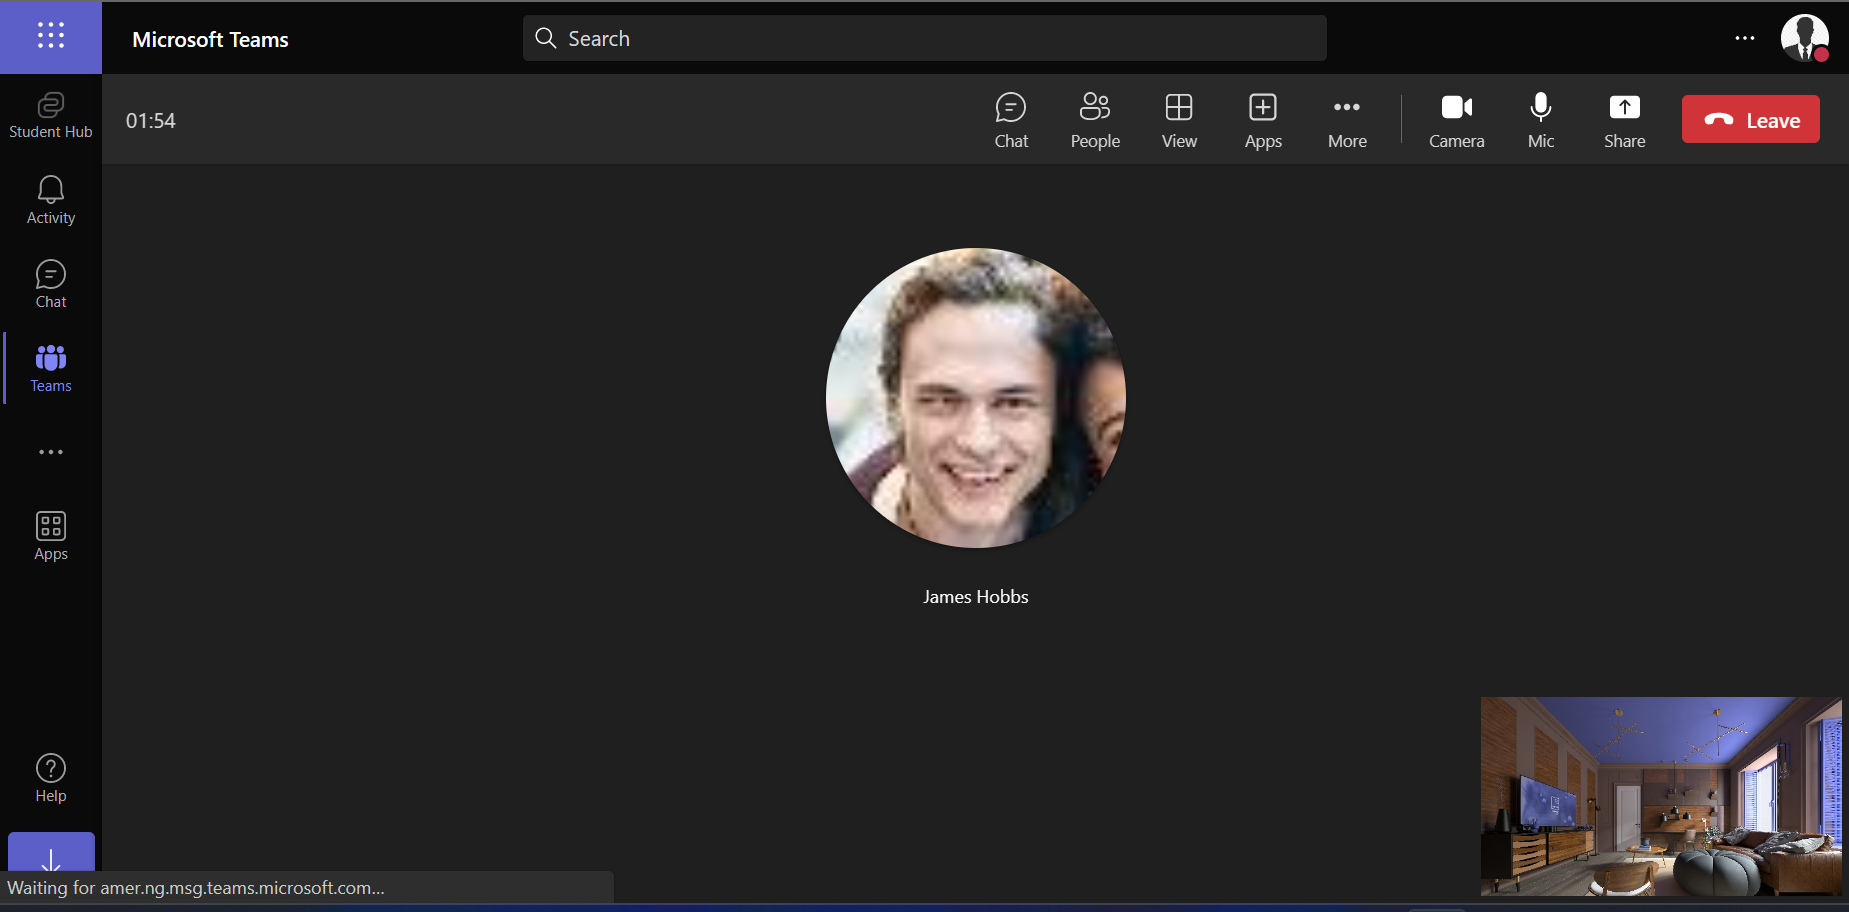 Microsoft Teams
Search
Student Hub
Activity
Chat
Teams
Apps
Help
01:54
Chat
People
View
Apps
More
Camera
Mic
Share
Leave
James Hobbs
Waiting for amer.ng.msg.teams.microsoft.com...